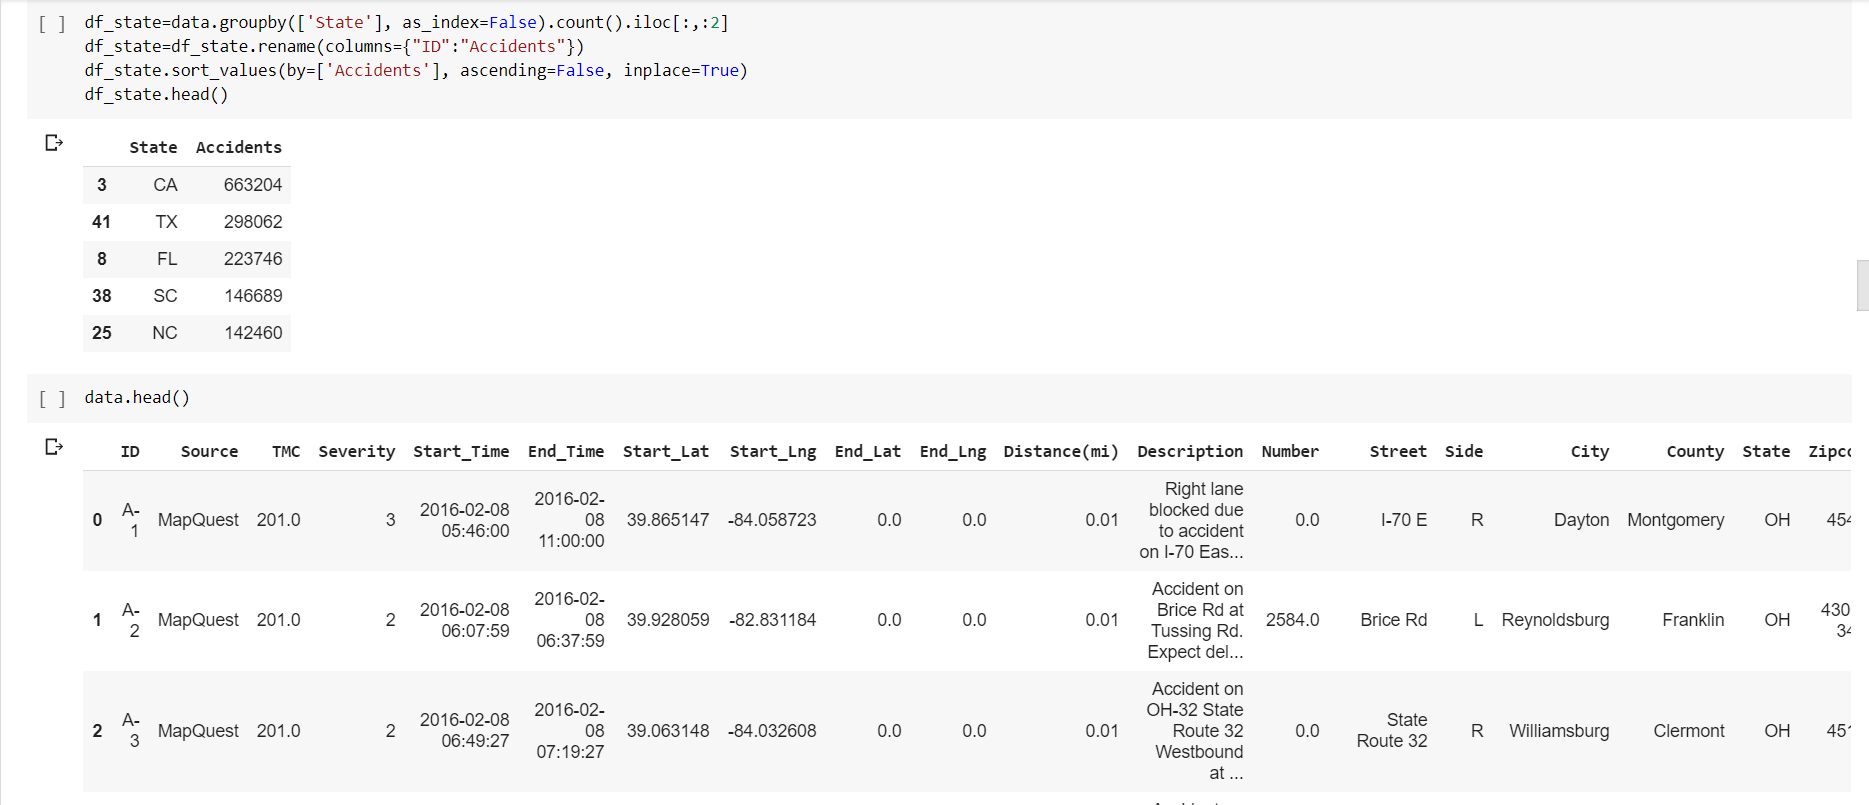 [ ] df_state=data.groupby(['State'], as_index=False).count().iloc[:,:2]
df_state=df_state.rename(columns={"ID":"Accidents"})
df_state.sort_values(by=['Accidents'], ascending=False, inplace=True)
df_state.head()
State Accidents
3 CA 663204
41 TX 298062
8 FL 223746
38 SC 146689
25 NC 142460
[ ] data.head()
ID Source TMC Severity Start_Time End_Time Start_Lat Start_Lng End_Lat End_Lng Distance(mi) Description Number Street Side City County State
0 A-1 MapQuest 201.0 3 2016-02-08 05:46:00 2016-02-08 11:00:00 39.865147 -84.058723 0.0 0.0 0.01 Right lane blocked due to accident on I-70 Eas... 0.0 I-70 E R Dayton Montgomery OH 454
1 A-2 MapQuest 201.0 2 2016-02-08 06:07:59 2016-02-08 06:37:59 39.928059 -82.831184 0.0 0.0 0.01 Accident on Brice Rd at Tussing Rd. Expect del... 2584.0 Brice Rd L Reynoldsburg Franklin OH 430
2 A-3 MapQuest 201.0 2 2016-02-08 06:49:27 2016-02-08 07:19:27 39.063148 -84.032608 0.0 0.0 0.01 Accident on OH-32 State Route 32 Westbound at ... 0.0 State Route 32 R Williamsburg Clermont OH